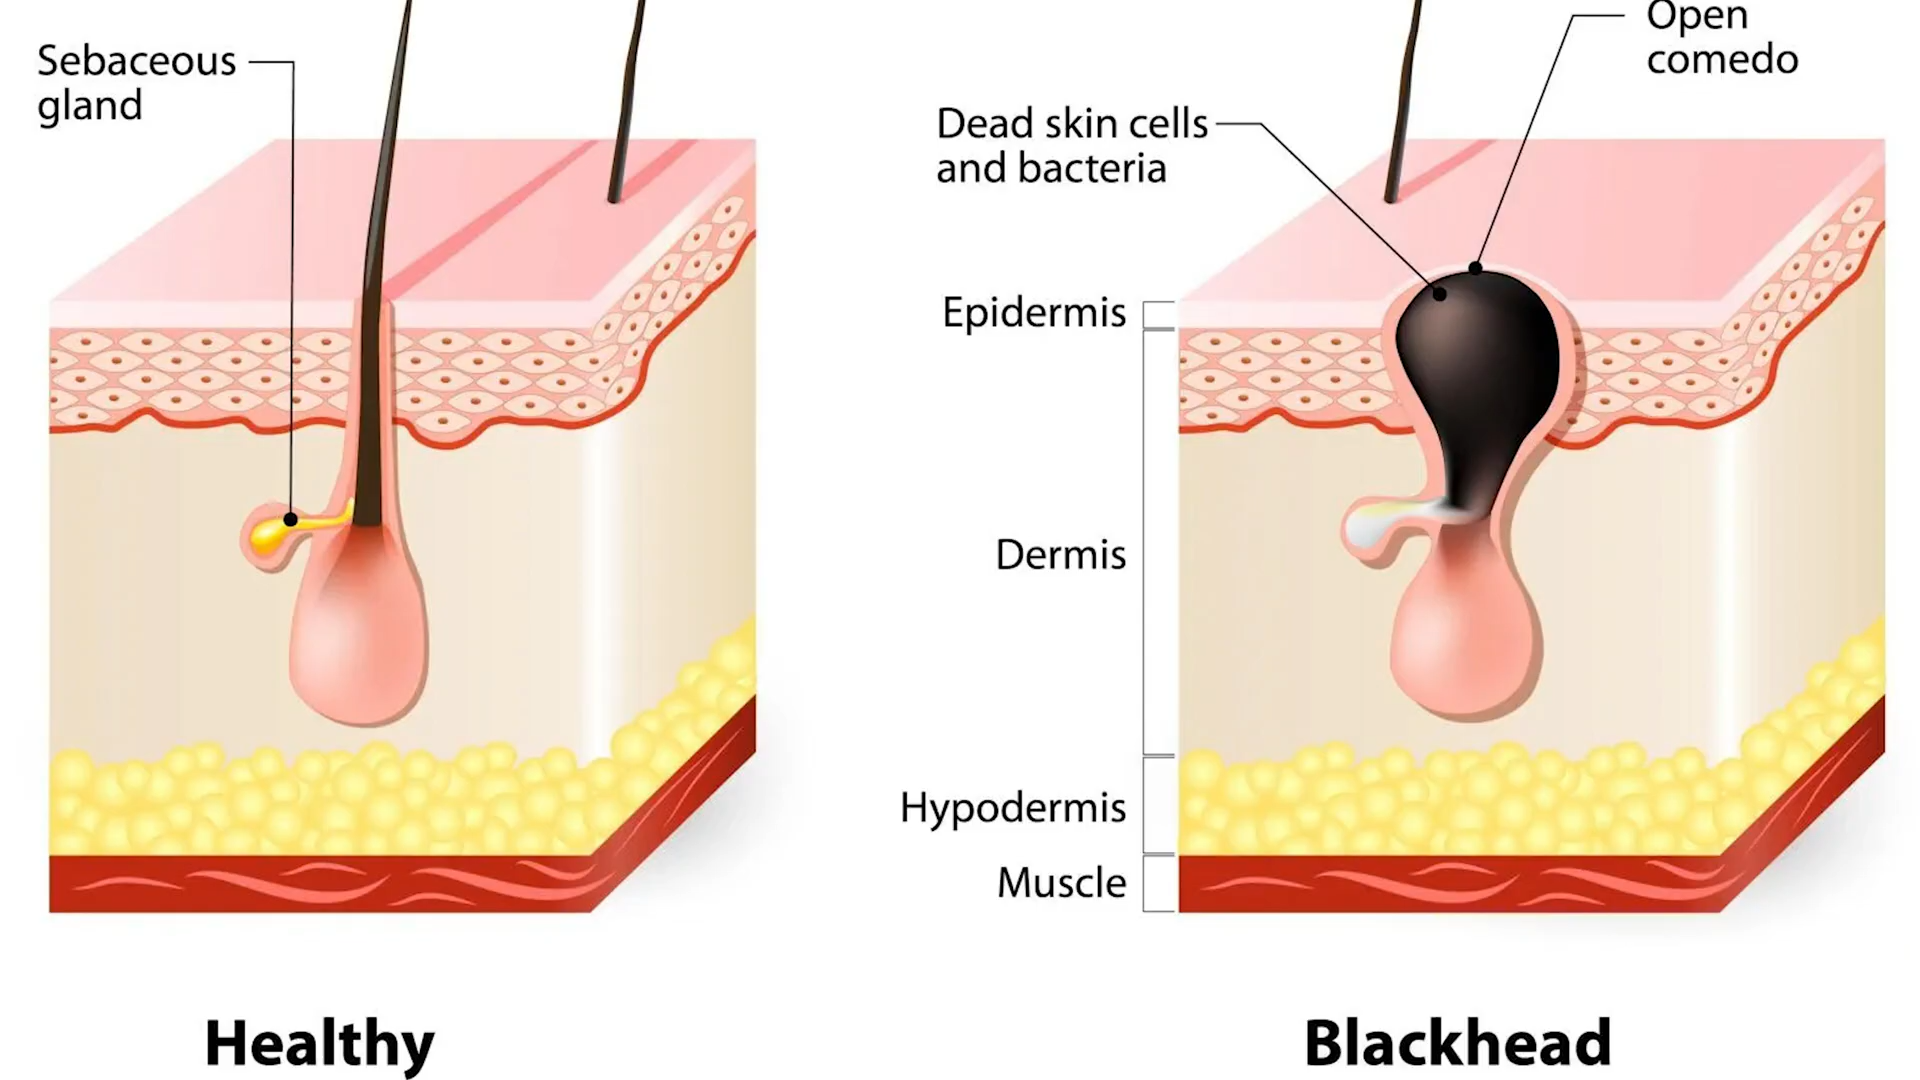 Sebaceous
gland
Open
comedo
Dead skin cells
and bacteria
Epidermis
Dermis
Hypodermis
Muscle
Healthy
Blackhead